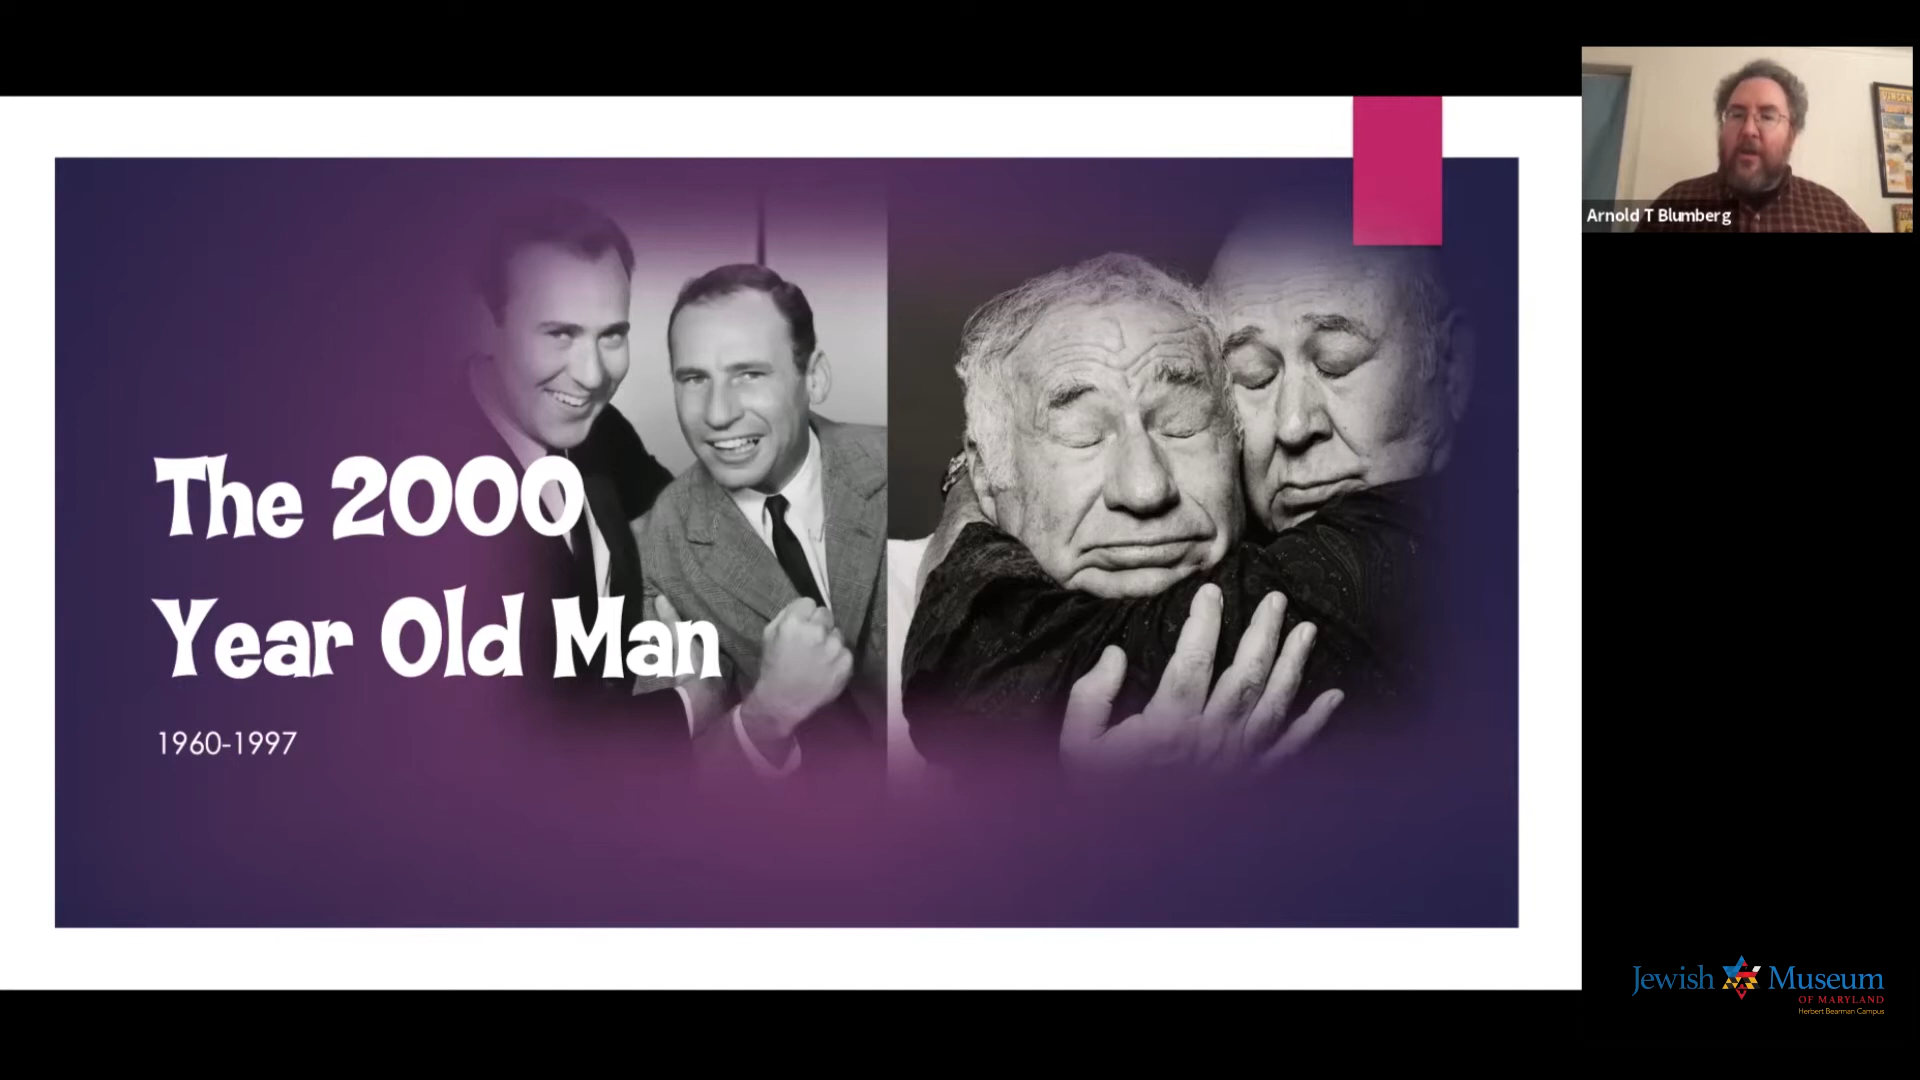 The 2000
Year Old Man
1960-1997
Arnold T Blumberg
Jewish Museum
OF MARYLAND
Herbert Bearman Campus